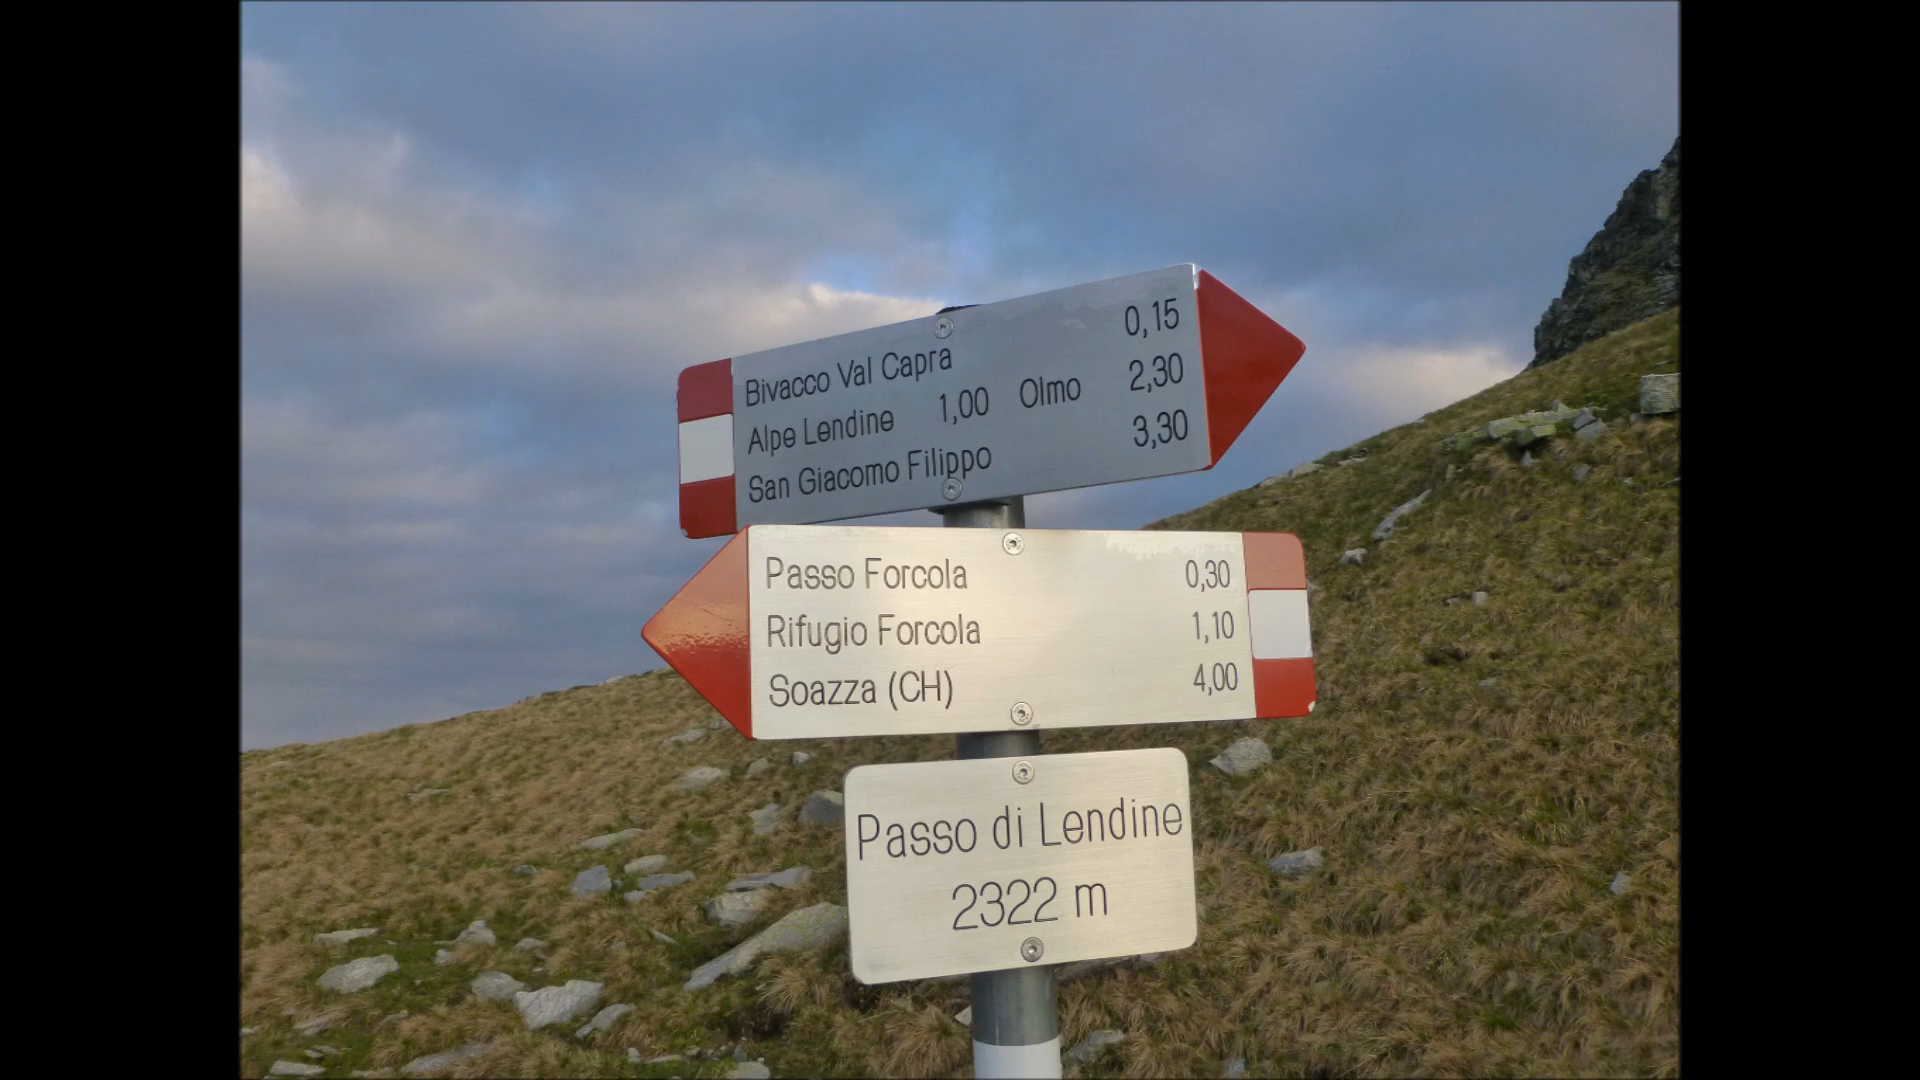 Bivacco Val Capra 0,15
Alpe Lendine 1,00 Olmo 2,30
San Giacomo Filippo 3,30
Passo Forcola 0,30
Rifugio Forcola 1,10
Soazza (CH) 4,00
Passo di Lendine
2322 m